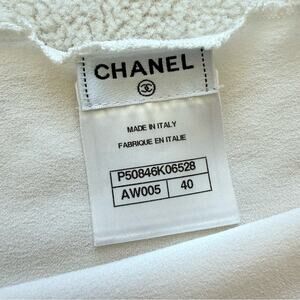 CHANEL
MADE IN ITALY
FABRIQUE EN ITALIE
P50846K06528
AW005 40